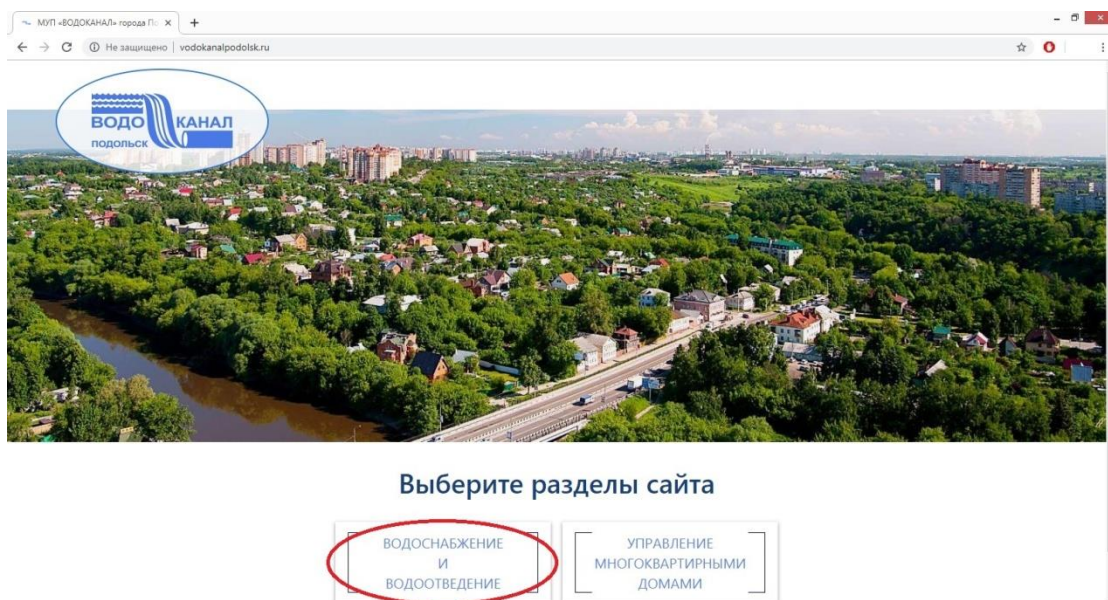 МУП «ВОДОКАНАЛ» города По
Не защищено | vodokanalpodolsk.ru
ВОДО КАНАЛ
ПОДОЛЬСК
Выберите разделы сайта
ВОДОСНАБЖЕНИЕ
И
ВОДООТВЕДЕНИЕ
УПРАВЛЕНИЕ
МНОГОКВАРТИРНЫМИ
ДОМАМИ